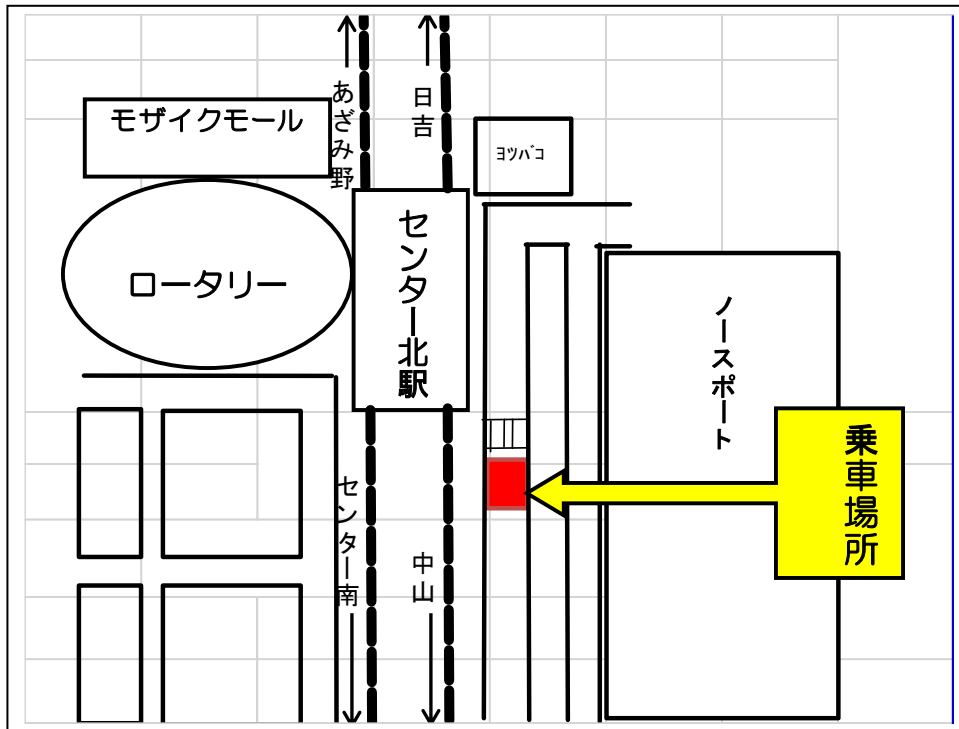 あざみ野
日吉
モザイクモール
ヨツバコ
センター北駅
ロータリー
ノースポート
乗車場所
センター南
中山